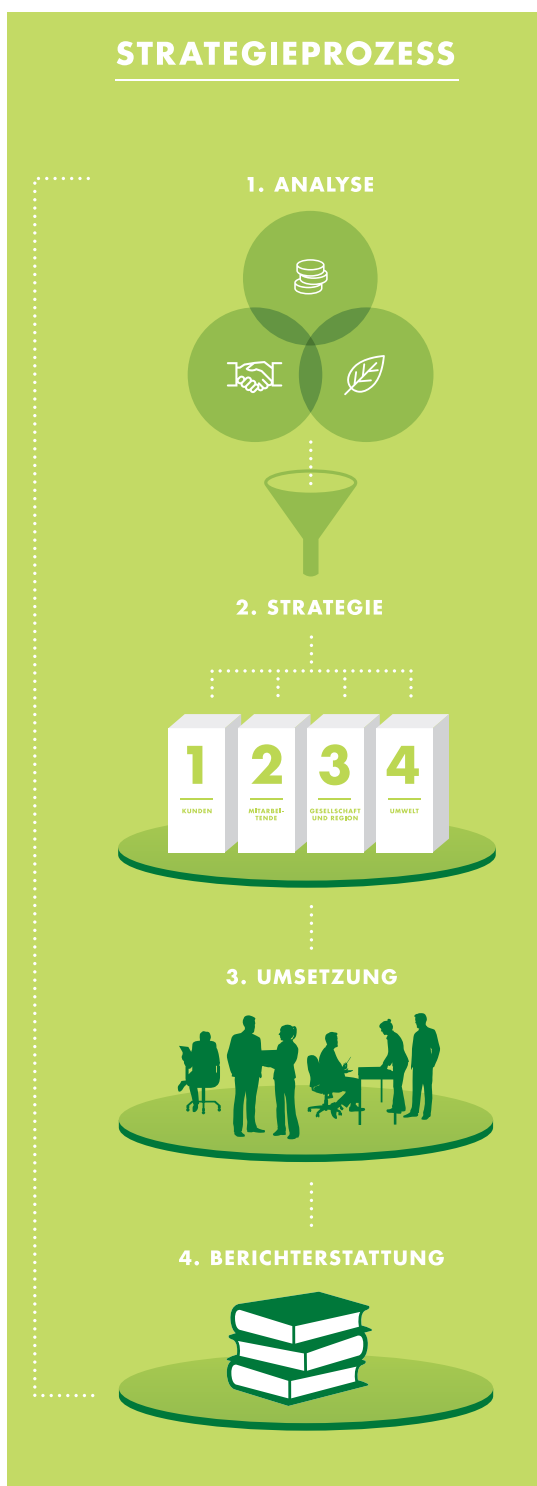 STRATEGIEPROZESS
1. ANALYSE
2. STRATEGIE
1
KUNDEN
2
MITARBEI-
TENDE
3
GESELLSCHAFT
UND REGION
4
UMWELT
3. UMSETZUNG
4. BERICHTERSTATTUNG